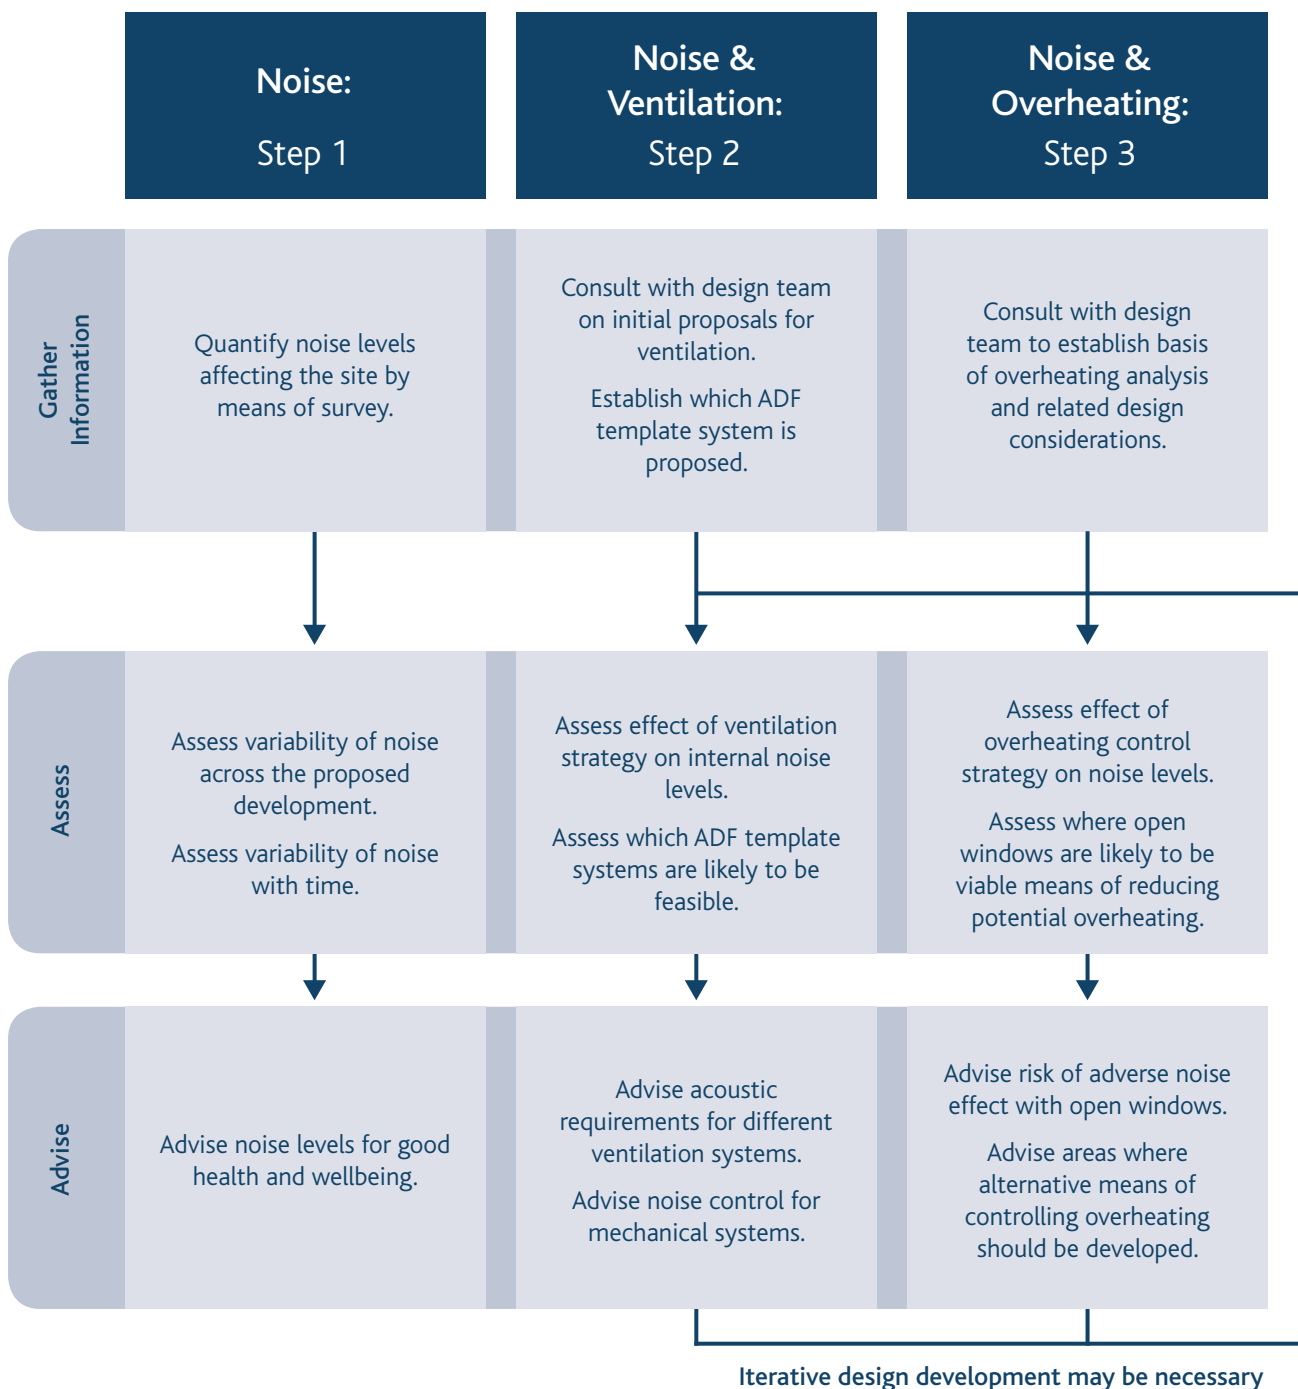 Noise:
Step 1
Noise &
Ventilation:
Step 2
Noise &
Overheating:
Step 3
Gather
Information
Quantify noise levels
affecting the site by
means of survey.
Consult with design team
on initial proposals for
ventilation.
Establish which ADF
template system is
proposed.
Consult with design
team to establish basis
of overheating analysis
and related design
considerations.
Assess
Assess variability of noise
across the proposed
development.
Assess variability of noise
with time.
Assess effect of ventilation
strategy on internal noise
levels.
Assess which ADF template
systems are likely to be
feasible.
Assess effect of
overheating control
strategy on noise levels.
Assess where open
windows are likely to be
viable means of reducing
potential overheating.
Advise
Advise noise levels for good
health and wellbeing.
Advise acoustic
requirements for different
ventilation systems.
Advise noise control for
mechanical systems.
Advise risk of adverse noise
effect with open windows.
Advise areas where
alternative means of
controlling overheating
should be developed.
Iterative design development may be necessary